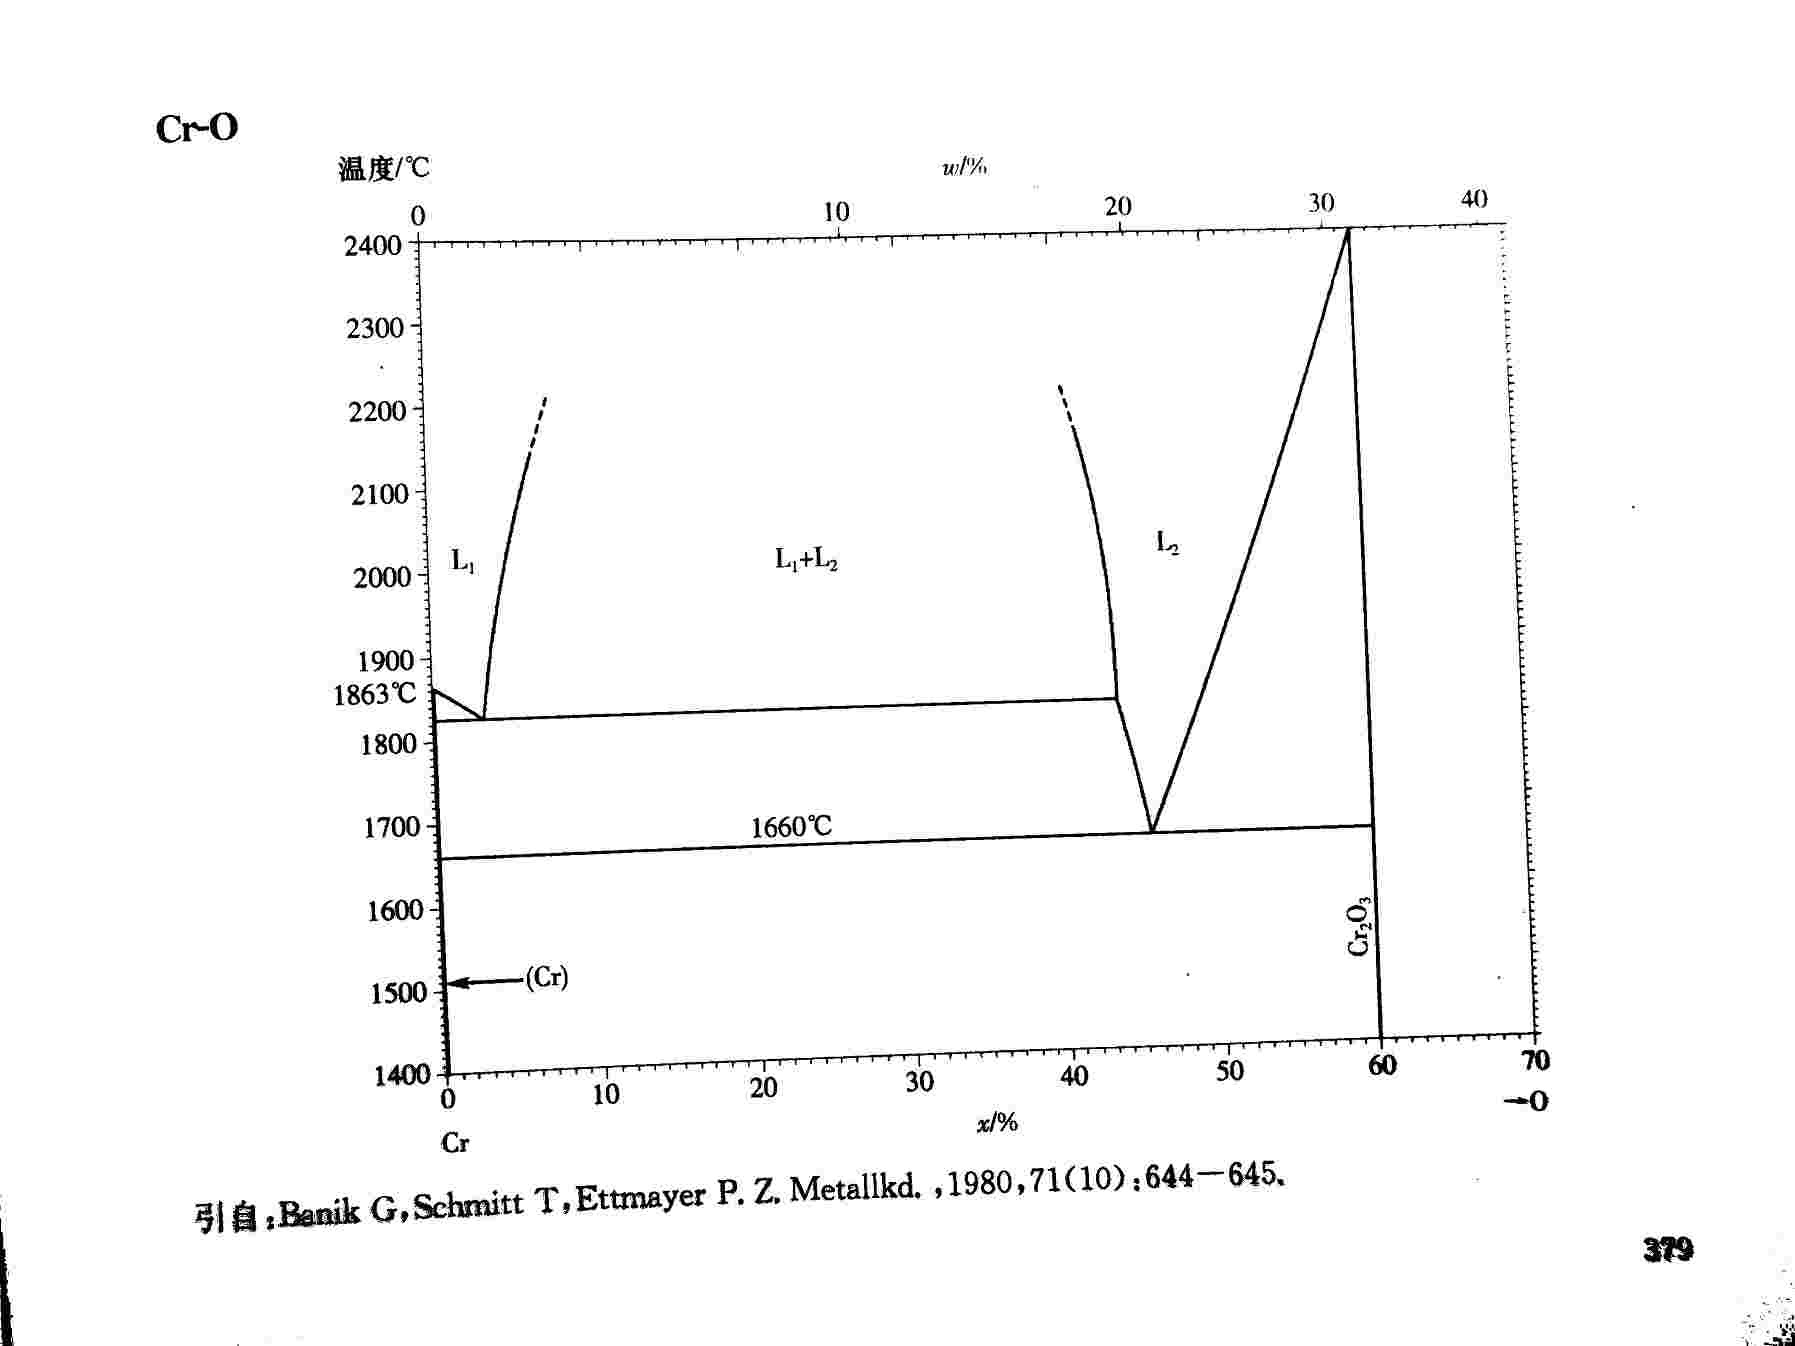 Cr-O
温度/℃
w/%
0 10 20 30 40
2400
2300
2200
2100
2000
1900
1863℃
1800
1700
1600
1500
1400
L₁
L₁+L₂
L₂
1660℃
Cr₂O₃
(Cr)
0 10 20 30 40 50 60 70
Cr
x/%
→O
引自:Banik G,Schmitt T,Ettmayer P. Z. Metallkd. ,1980,71(10):644—645.
379